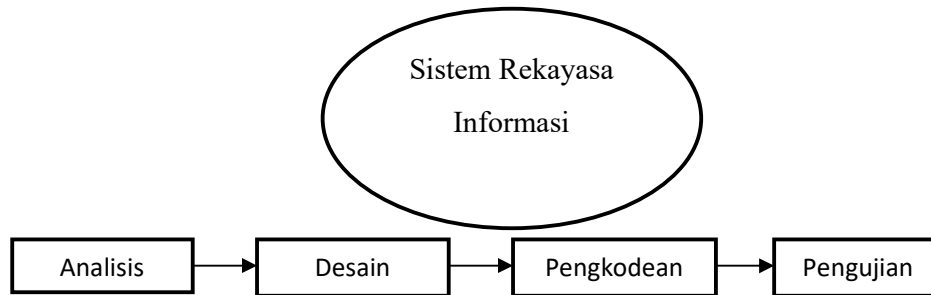 Sistem Rekayasa
Informasi
Analisis
Desain
Pengkodean
Pengujian